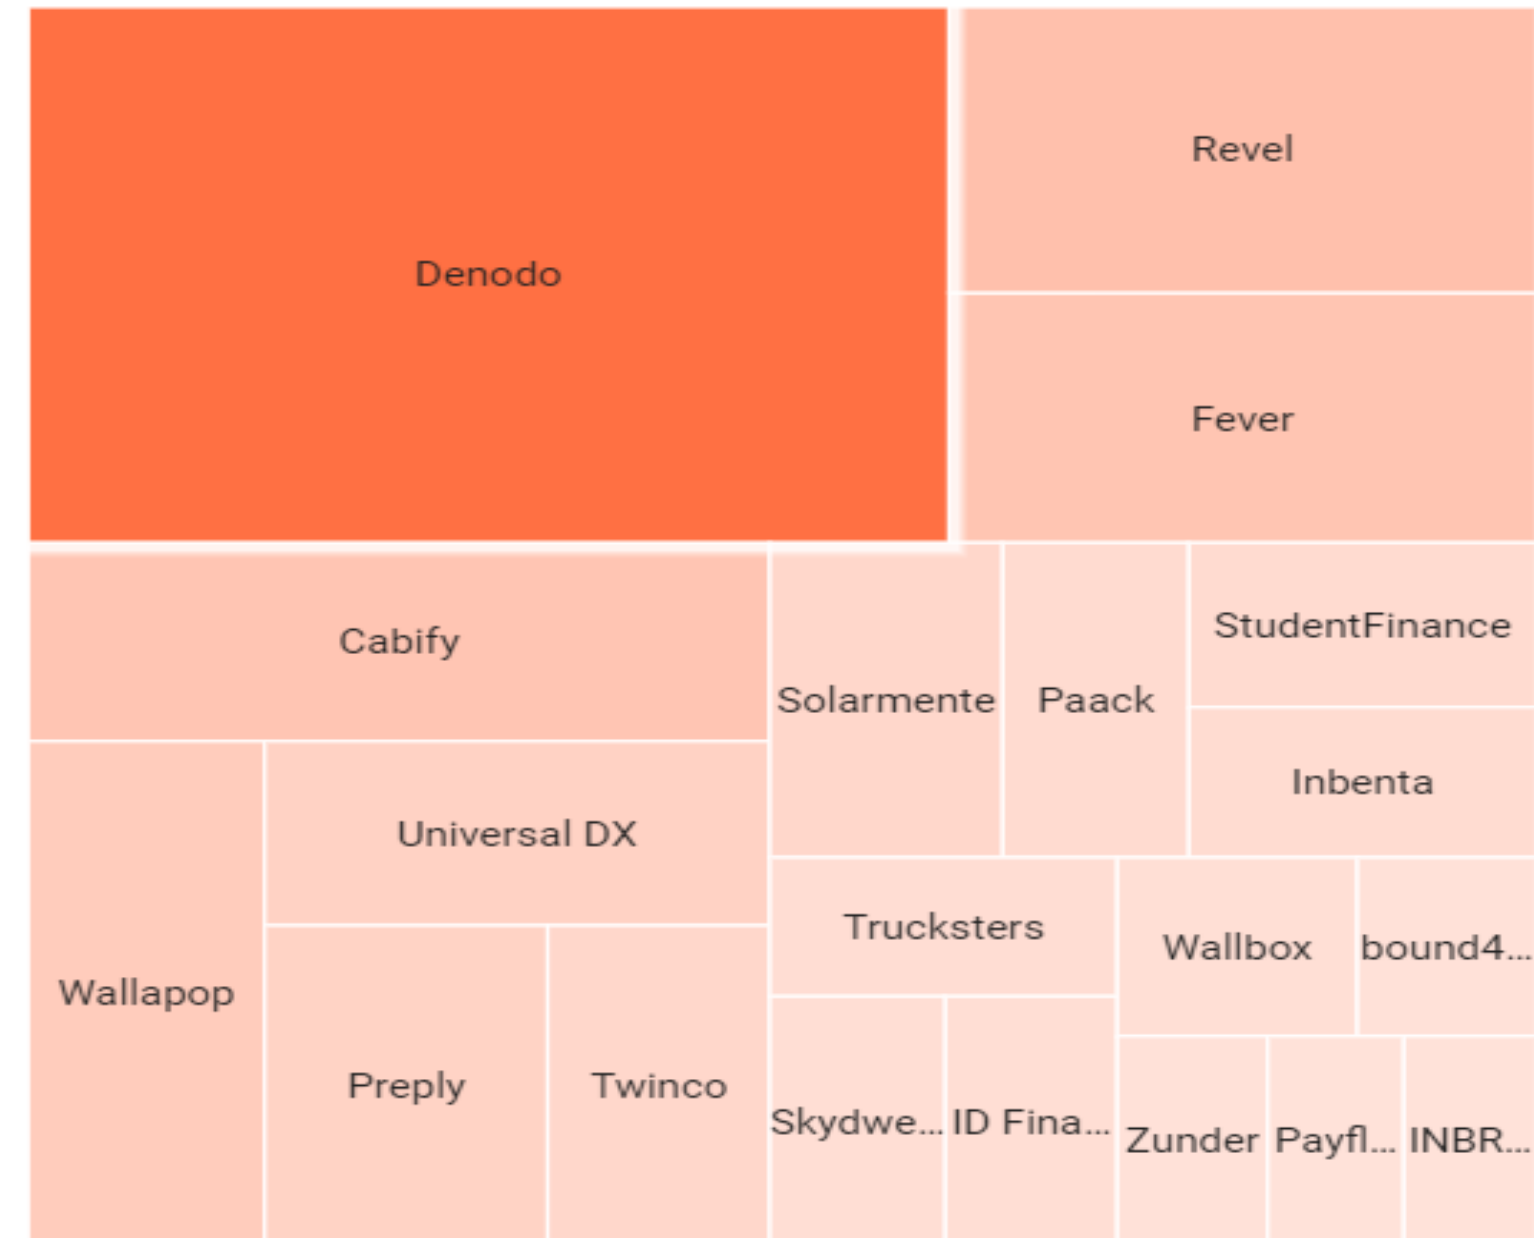 Denodo
Revel
Fever
Cabify
Solarmente
Paack
StudentFinance
Inbenta
Wallapop
Universal DX
Preply
Twinco
Trucksters
Wallbox
bound4...
Skydwe...
ID Fina...
Zunder
Payfl...
INBR...